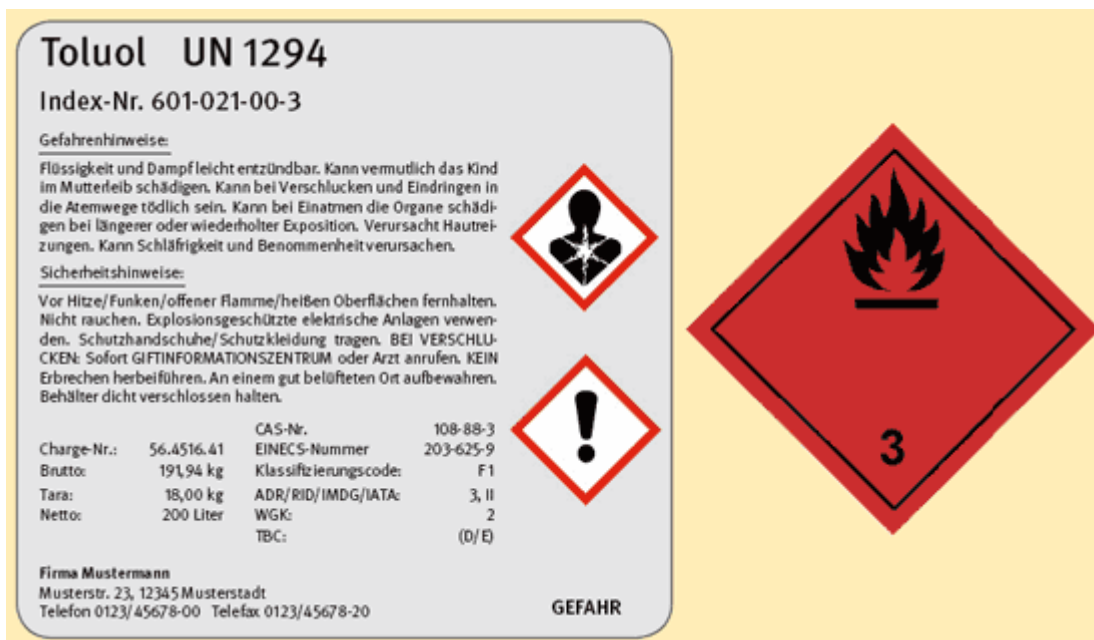 Toluol UN 1294
Index-Nr. 601-021-00-3
Gefahrenhinweise:
Flüssigkeit und Dampf leicht entzündbar. Kann vermutlich das Kind
im Mutterleib schädigen. Kann bei Verschlucken und Eindringen in
die Atemwege tödlich sein. Kann bei Einatmen die Organe schädi-
gen bei längerer oder wiederholter Exposition. Verursacht Hautrei-
zungen. Kann Schläfrigkeit und Benommenheit verursachen.
Sicherheitshinweise:
Vor Hitze/Funken/offener Flamme/heißen Oberflächen fernhalten.
Nicht rauchen. Explosionsgeschützte elektrische Anlagen verwen-
den. Schutzhandschuhe/Schutzkleidung tragen. BEI VERSCHLU-
CKEN: Sofort GIFTINFORMATIONSZENTRUM oder Arzt anrufen. KEIN
Erbrechen herbeiführen. An einem gut belüfteten Ort aufbewahren.
Behälter dicht verschlossen halten.
CAS-Nr. 108-88-3
Charge-Nr.: 56.4516.41 EINECS-Nummer 203-625-9
Brutto: 191,94 kg Klassifizierungscode: F1
Tara: 18,00 kg ADR/RID/IMDG/IATA: 3, II
Netto: 200 Liter WGK: 2
TBC: (D/E)
Firma Mustermann
Musterstr. 23, 12345 Musterstadt
Telefon 0123/45678-00 Telefax 0123/45678-20
GEFAHR
3